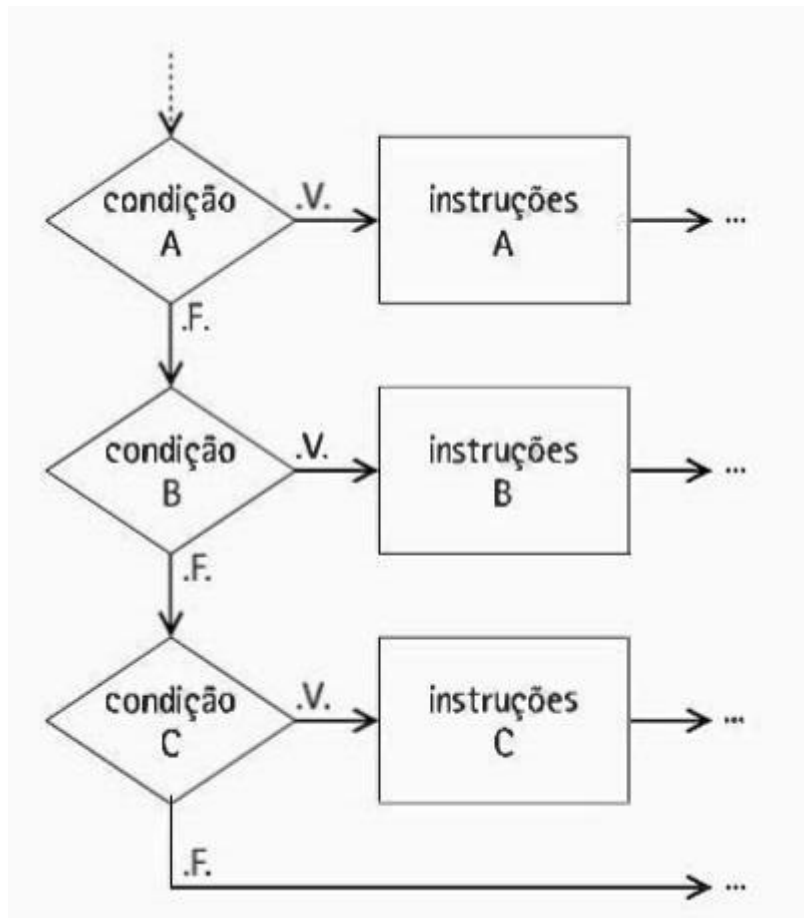 condição
A
.V.
instruções
A
...
.F.
condição
B
.V.
instruções
B
...
.F.
condição
C
.V.
instruções
C
...
.F.
...